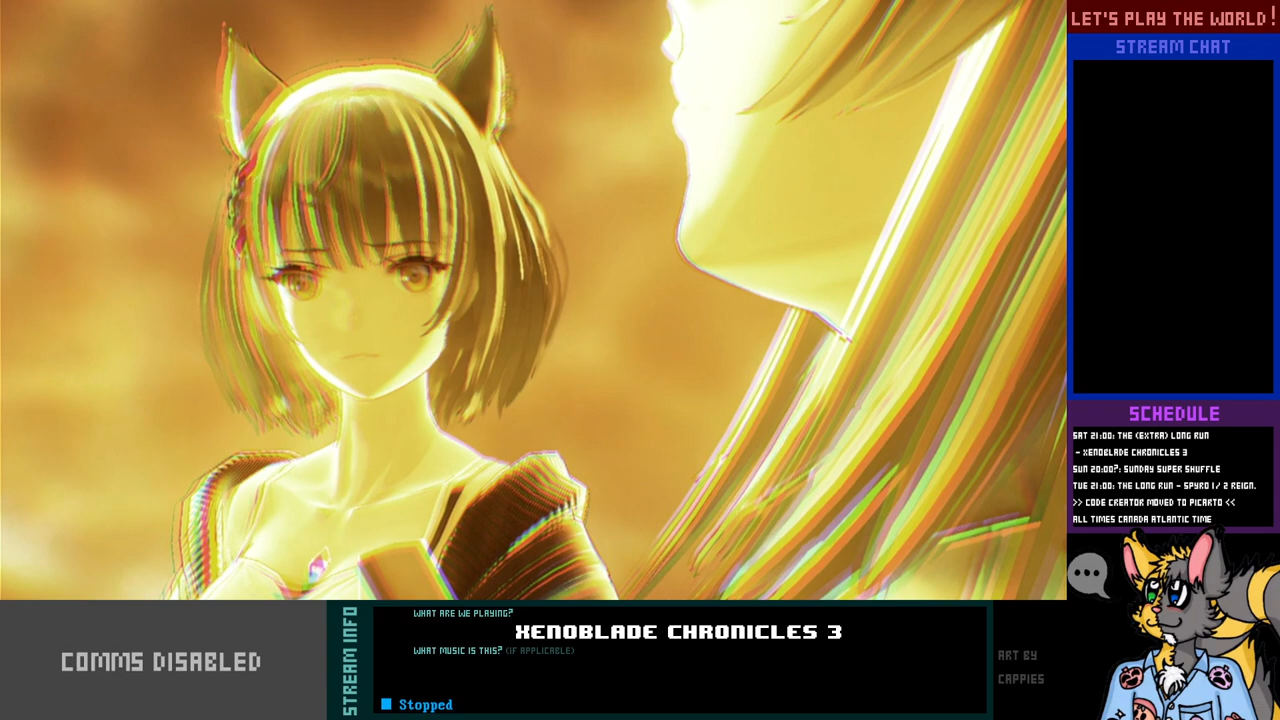 LET'S PLAY THE WORLD!
STREAM CHAT
SCHEDULE
SAT 21:00: THE (EXTRA) LONG RUN
- XENOBLADE CHRONICLES 3
SUN 20:00?: SUNDAY SUPER SHUFFLE
TUE 21:00: THE LONG RUN - SPYRO 1/ 2 REIGN.
>> CODE CREATOR MOVED TO PICARTO <<
ALL TIMES CANADA ATLANTIC TIME
COMMS DISABLED
STREAM INFO
WHAT ARE WE PLAYING?
XENOBLADE CHRONICLES 3
WHAT MUSIC IS THIS? (IF APPLICABLE)
Stopped
ART BY
CAPPIES